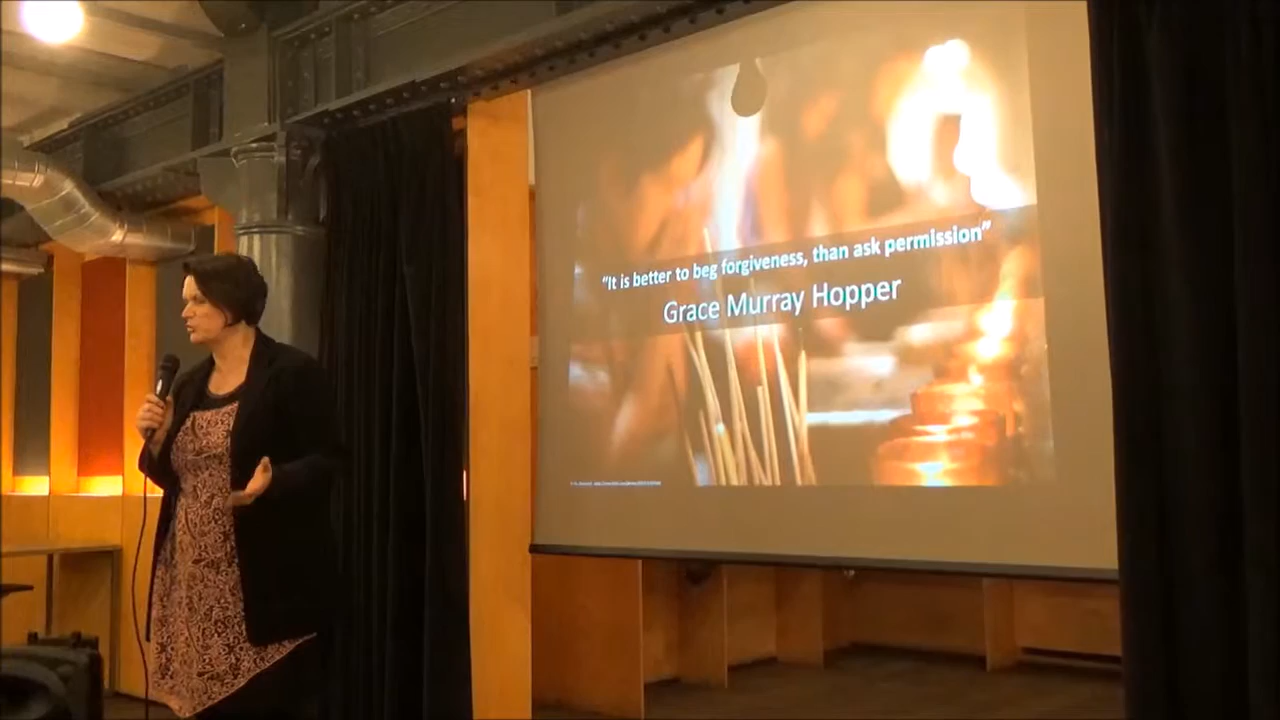 “It is better to beg forgiveness, than ask permission”
Grace Murray Hopper